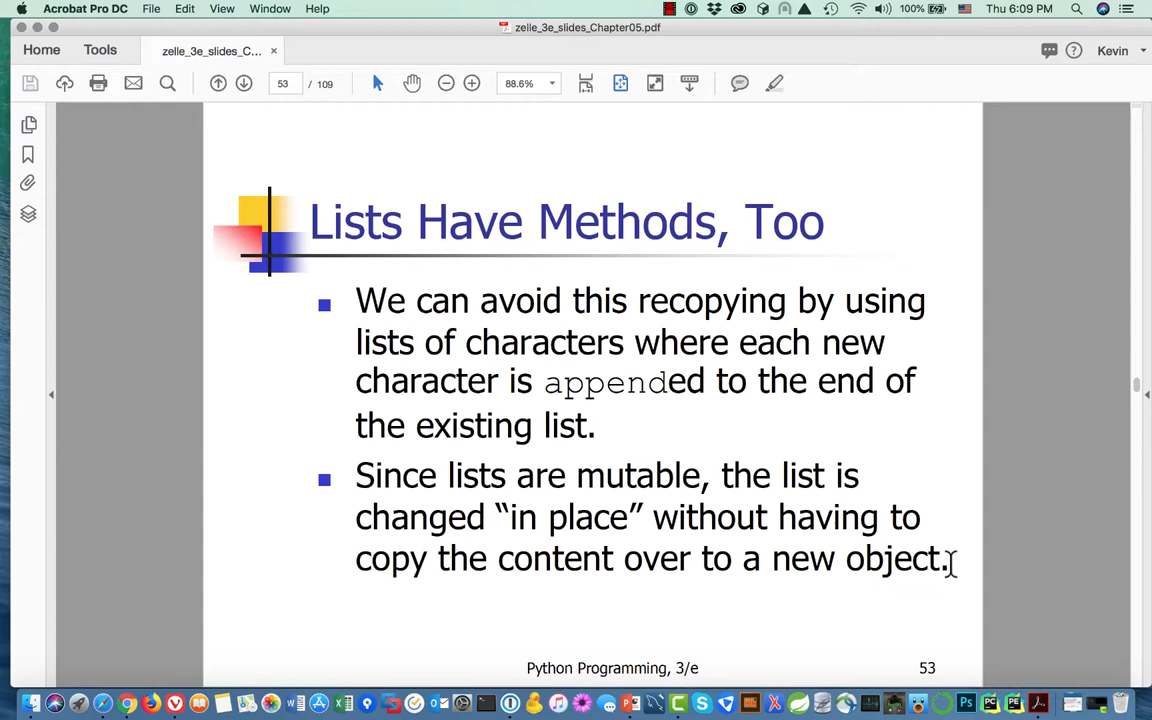 Acrobat Pro DC File Edit View Window Help 100% Thu 6:09 PM
zelle_3e_slides_Chapter05.pdf
Home Tools zelle_3e_slides_C... × Kevin
53 / 109 88.6%
Lists Have Methods, Too
We can avoid this recopying by using
lists of characters where each new
character is appended to the end of
the existing list.
Since lists are mutable, the list is
changed “in place” without having to
copy the content over to a new object.
Python Programming, 3/e 53